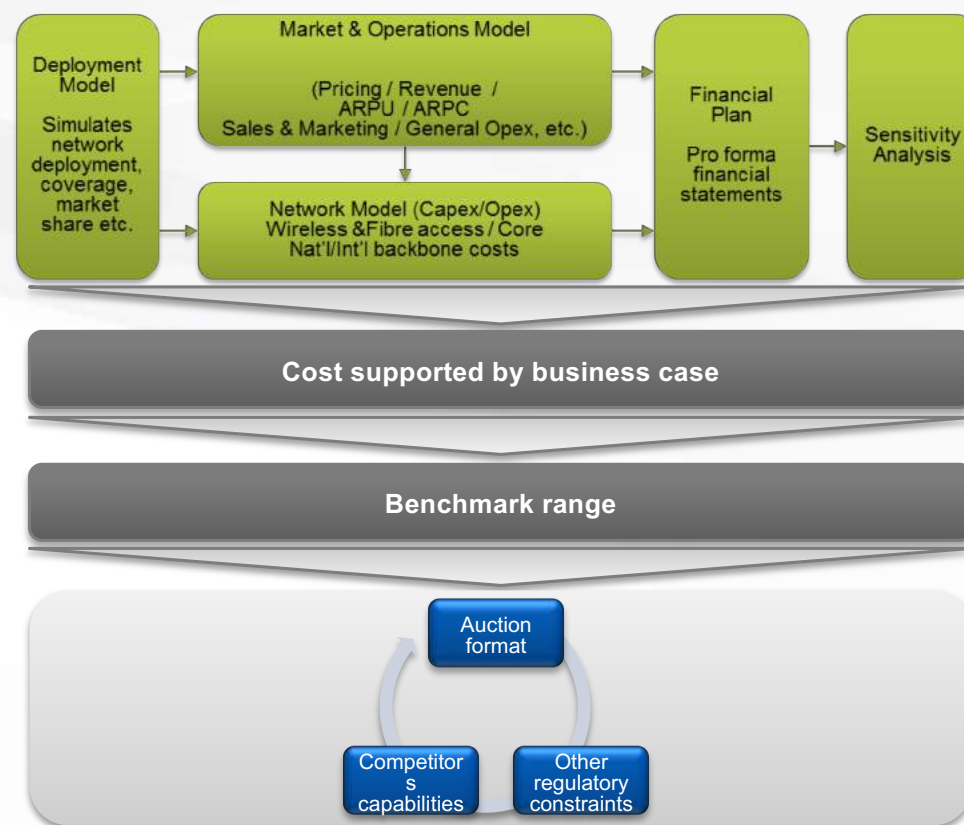 Deployment
Model
Simulates
network
deployment,
coverage,
market
share etc.
Market & Operations Model
(Pricing / Revenue /
ARPU / ARPC
Sales & Marketing / General Opex, etc.)
Network Model (Capex/Opex)
Wireless &Fibre access / Core
Nat'l/Int'l backbone costs
Financial
Plan
Pro forma
financial
statements
Sensitivity
Analysis
Cost supported by business case
Benchmark range
Auction
format
Competitor
s
capabilities
Other
regulatory
constraints